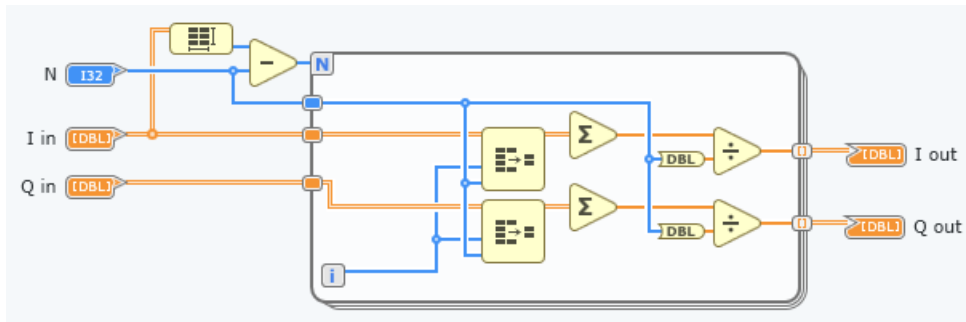 N I32
N
I in [DBL]
Q in [DBL]
Σ
DBL
÷
[] [DBL] I out
Σ
DBL
÷
[] [DBL] Q out
i